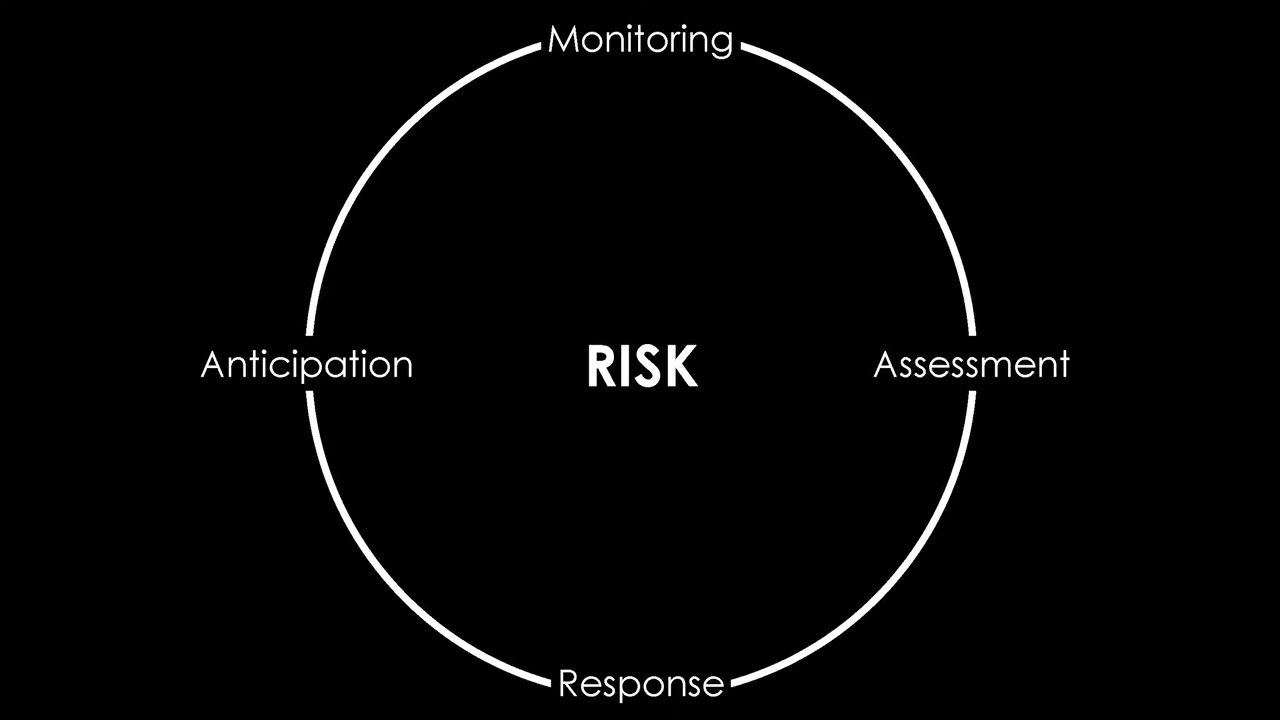 Monitoring
Anticipation
RISK
Assessment
Response